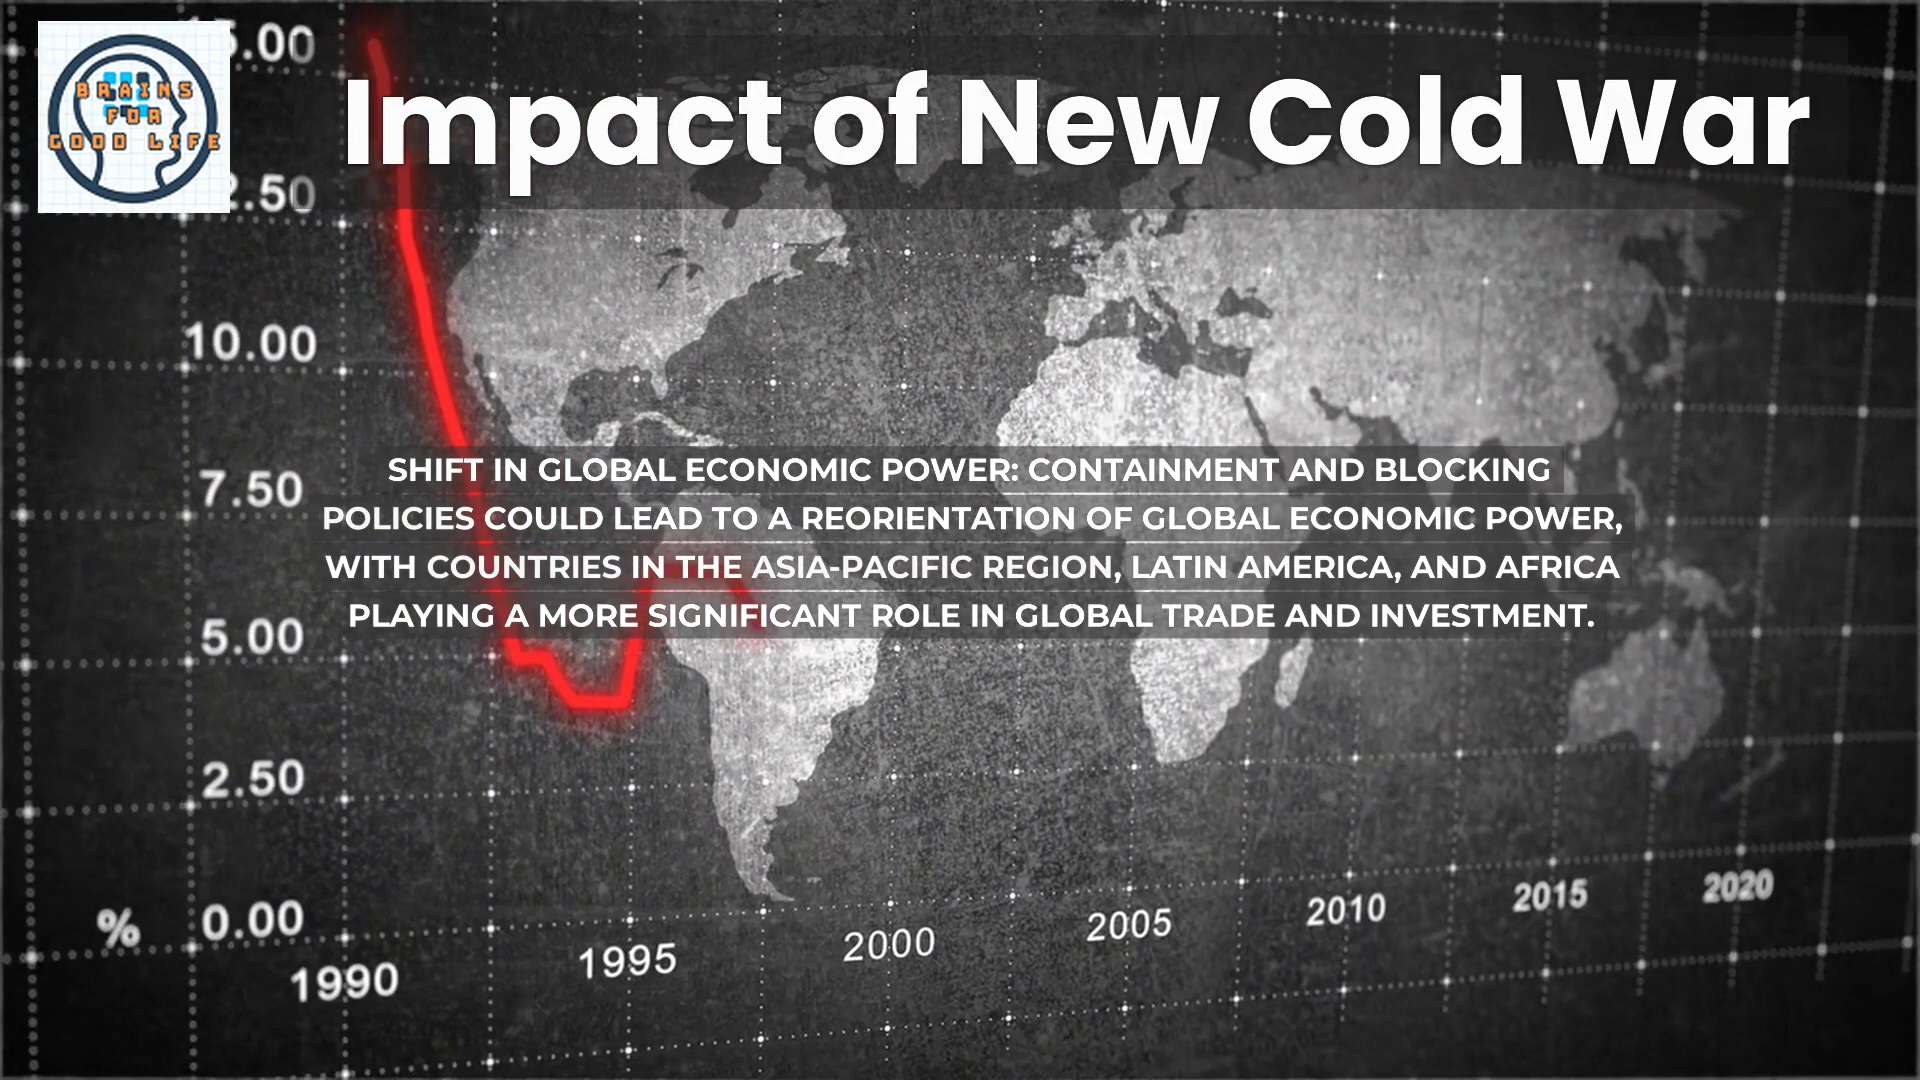 BRAINS
FOR
GOOD LIFE
Impact of New Cold War
5.00
2.50
10.00
SHIFT IN GLOBAL ECONOMIC POWER: CONTAINMENT AND BLOCKING
7.50
POLICIES COULD LEAD TO A REORIENTATION OF GLOBAL ECONOMIC POWER,
WITH COUNTRIES IN THE ASIA-PACIFIC REGION, LATIN AMERICA, AND AFRICA
PLAYING A MORE SIGNIFICANT ROLE IN GLOBAL TRADE AND INVESTMENT.
5.00
2.50
% 0.00
1990
1995
2000
2005
2010
2015
2020